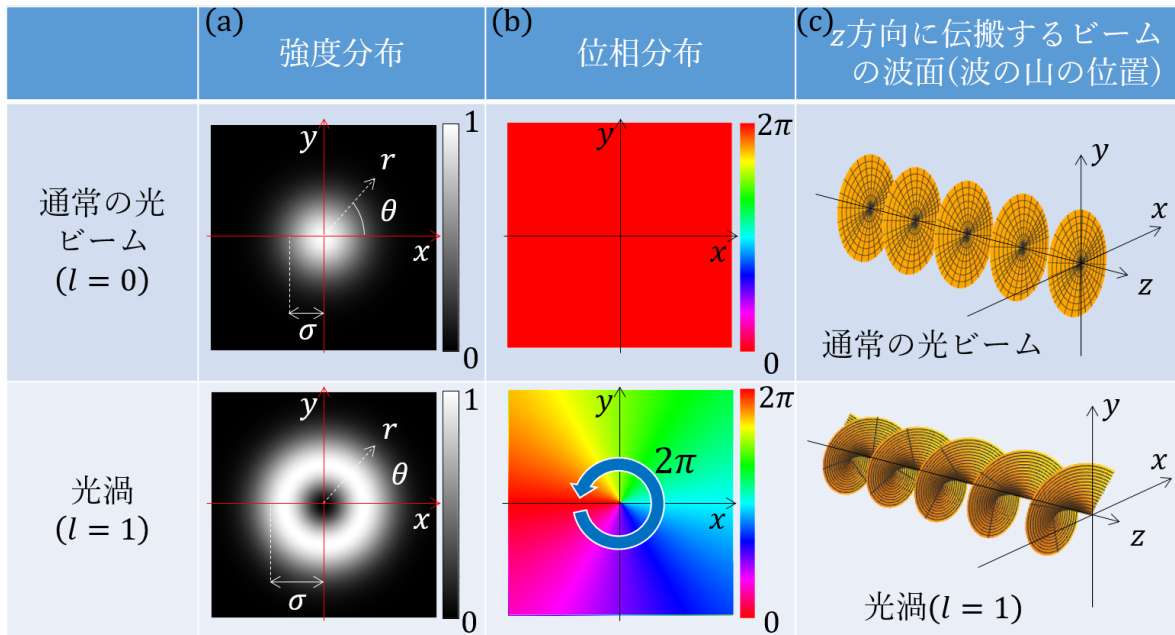 (a)
強度分布
(b)
位相分布
(c)
z方向に伝搬するビーム
の波面(波の山の位置)
通常の光
ビーム
(l = 0)
y
r
θ
x
σ
1
0
y
x
2π
0
y
x
z
通常の光ビーム
光渦
(l = 1)
y
r
θ
x
σ
1
0
y
2π
x
2π
0
y
x
z
光渦(l = 1)